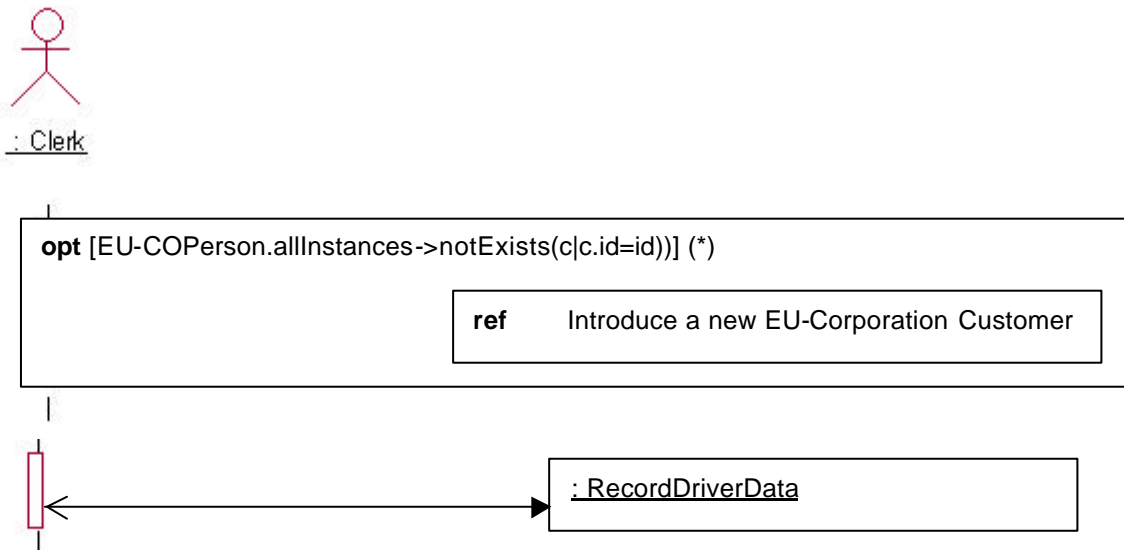 : Clerk
opt [EU-COPerson.allInstances->notExists(c|c.id=id))] (*)
ref Introduce a new EU-Corporation Customer
: RecordDriverData